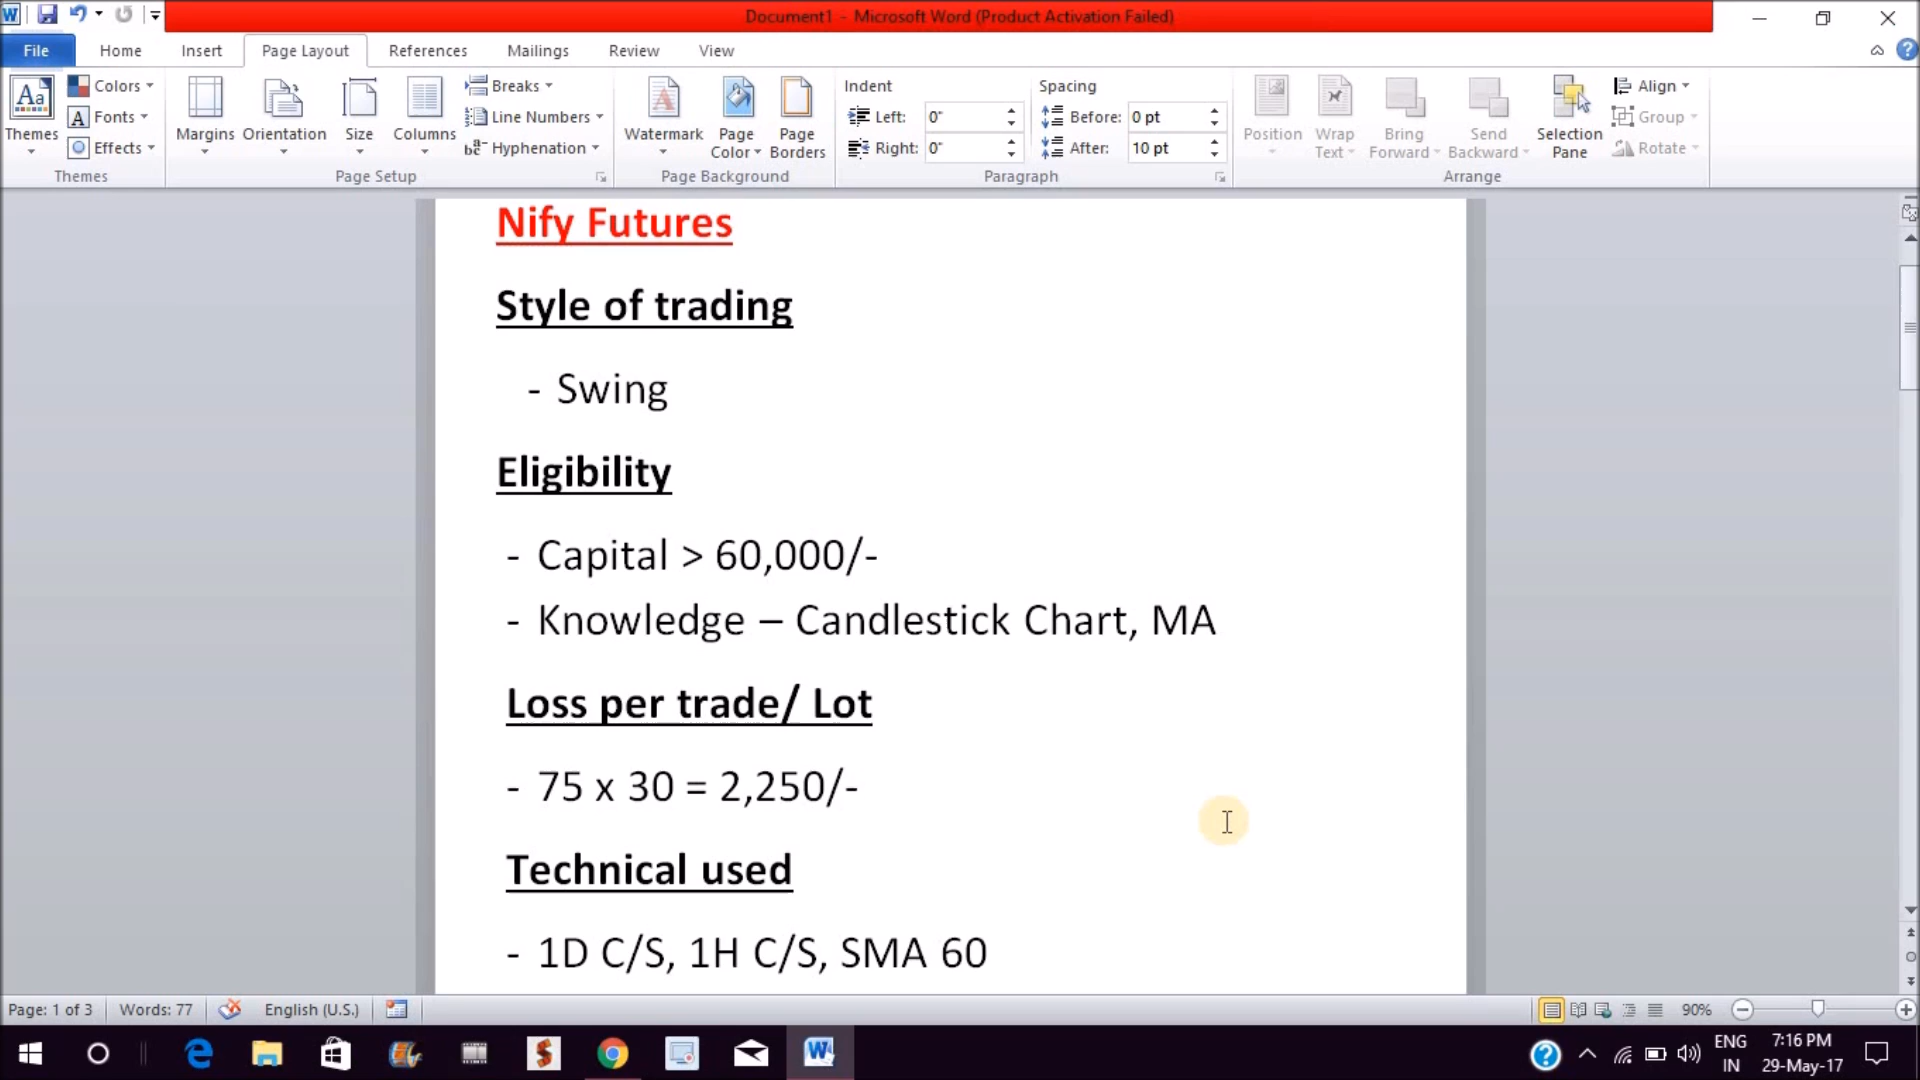 Document1 - Microsoft Word (Product Activation Failed)
File Home Insert Page Layout References Mailings Review View
Themes Colors Fonts Effects
Themes
Margins Orientation Size Columns Breaks Line Numbers Hyphenation
Page Setup
Watermark Page Color Page Borders
Page Background
Indent Spacing
Left: 0" Before: 0 pt
Right: 0" After: 10 pt
Paragraph
Position Wrap Text Bring Forward Send Backward Selection Pane Align Group Rotate
Arrange
Nify Futures
Style of trading
- Swing
Eligibility
- Capital > 60,000/-
- Knowledge – Candlestick Chart, MA
Loss per trade/ Lot
- 75 x 30 = 2,250/-
Technical used
- 1D C/S, 1H C/S, SMA 60
Page: 1 of 3 Words: 77 English (U.S.) 90%
ENG 7:16 PM
IN 29-May-17